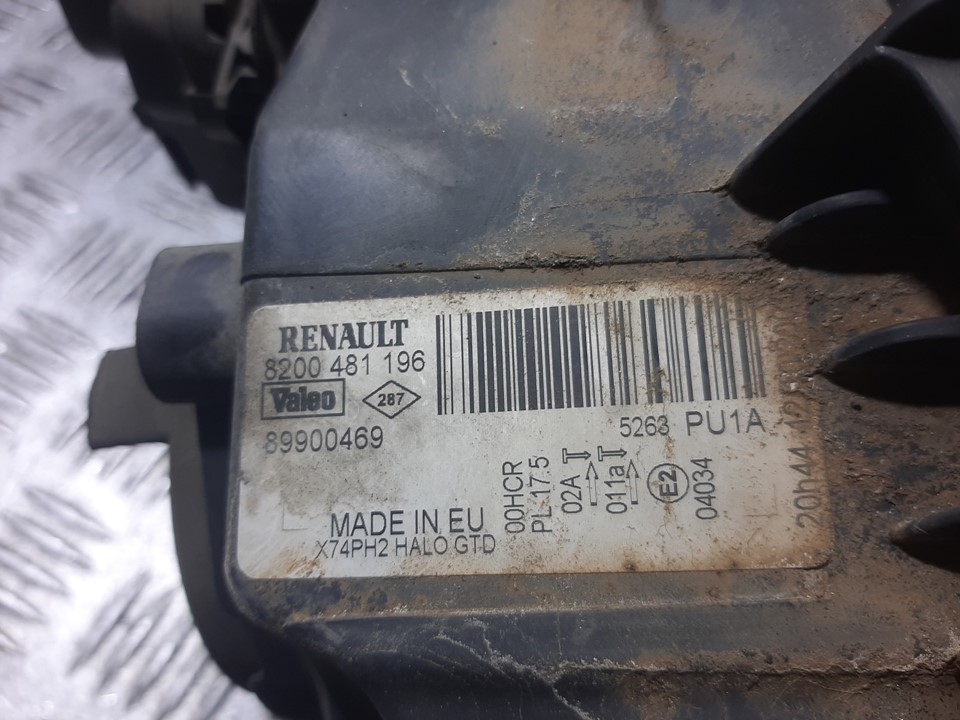 RENAULT
8200 481 196
Valeo
287
89900469
5263 PU1A
MADE IN EU
X74PH2 HALO GTD
00HCR
PL17.5
02A
011a
E2
04034
20h44